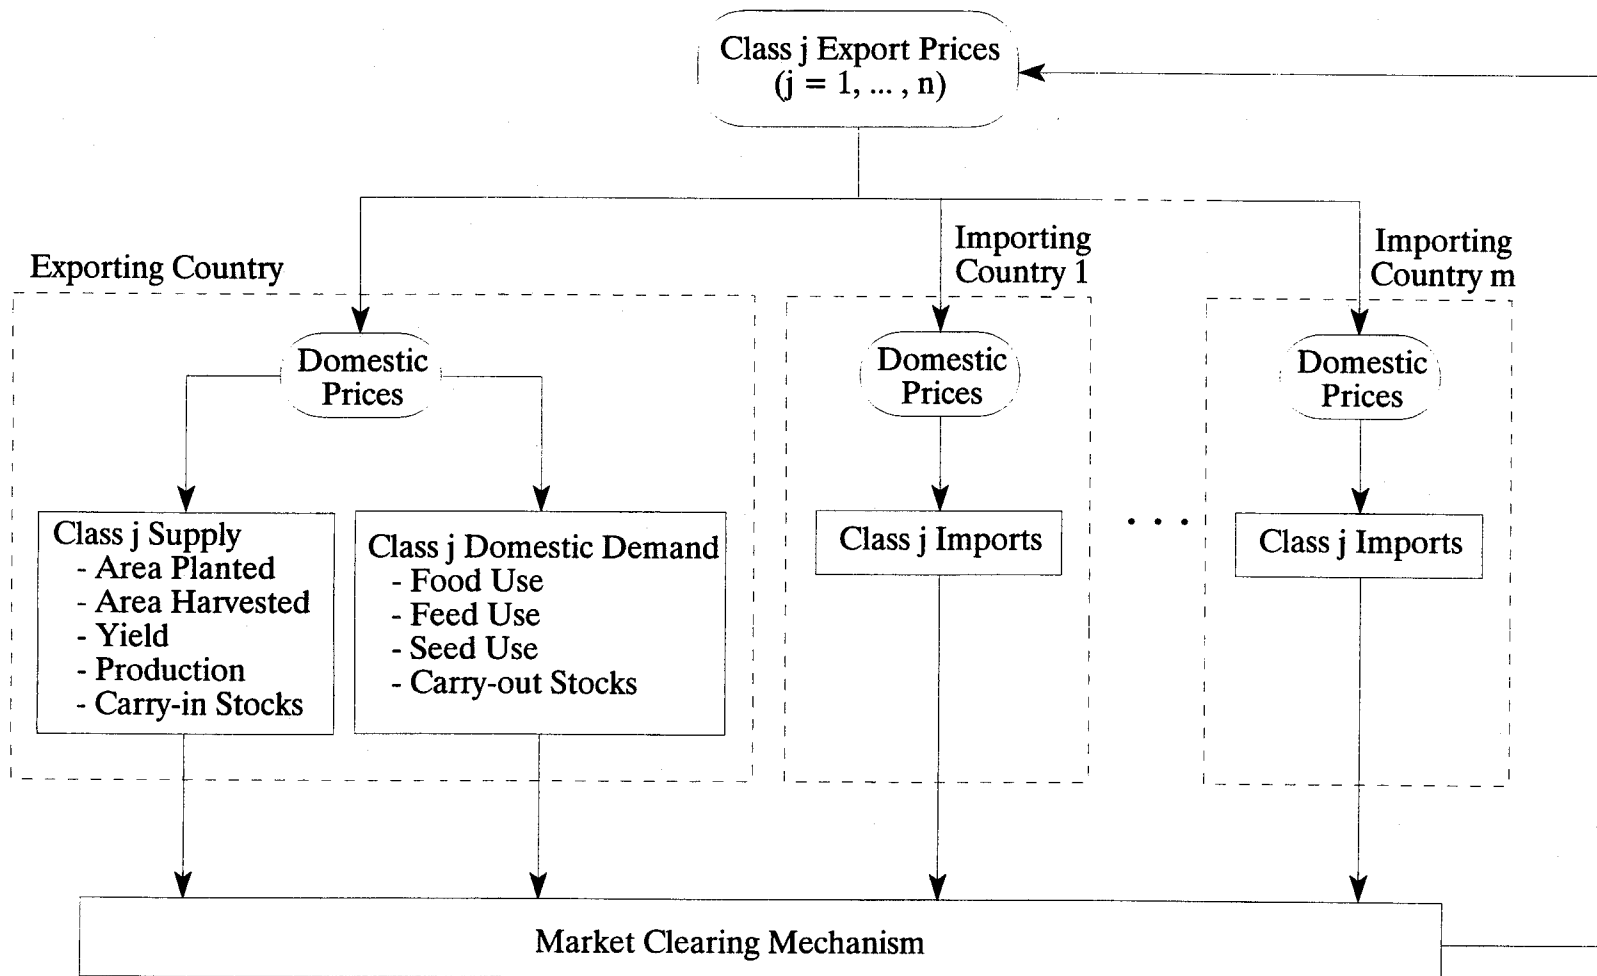 Class j Export Prices
(j = 1, ... , n)
Exporting Country
Importing
Country 1
Importing
Country m
Domestic
Prices
Domestic
Prices
Domestic
Prices
Class j Supply
- Area Planted
- Area Harvested
- Yield
- Production
- Carry-in Stocks
Class j Domestic Demand
- Food Use
- Feed Use
- Seed Use
- Carry-out Stocks
Class j Imports
. . .
Class j Imports
Market Clearing Mechanism